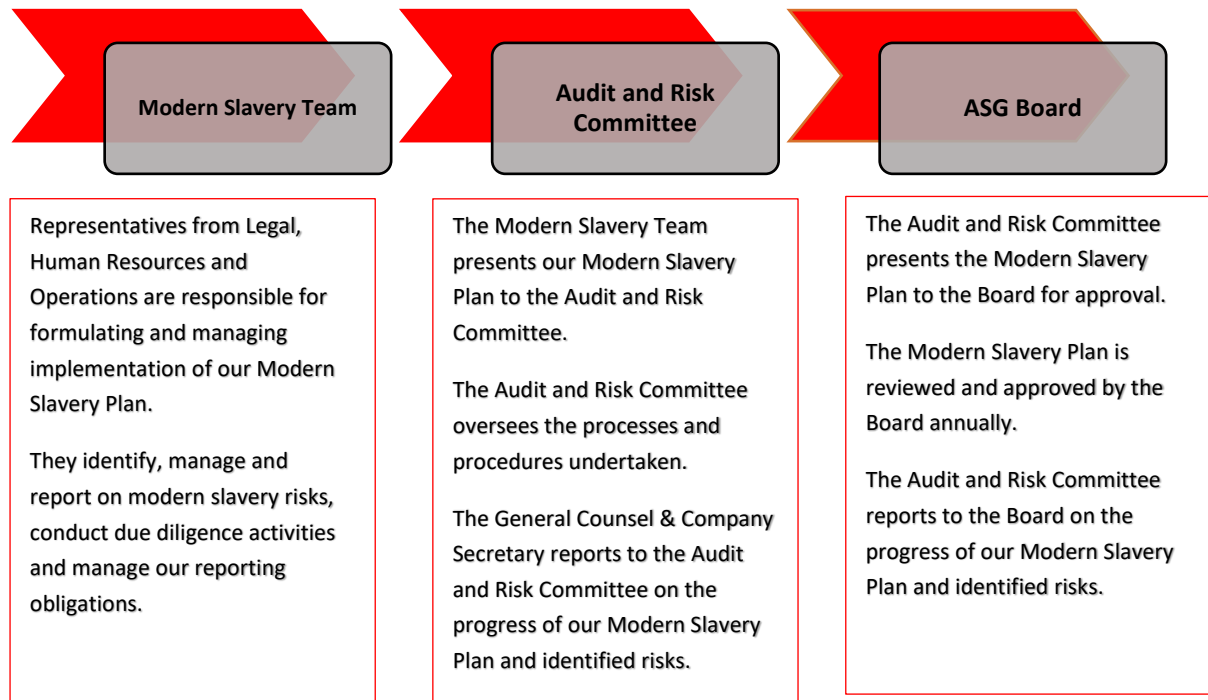 Modern Slavery Team
Audit and Risk
Committee
ASG Board
Representatives from Legal,
Human Resources and
Operations are responsible for
formulating and managing
implementation of our Modern
Slavery Plan.
They identify, manage and
report on modern slavery risks,
conduct due diligence activities
and manage our reporting
obligations.
The Modern Slavery Team
presents our Modern Slavery
Plan to the Audit and Risk
Committee.
The Audit and Risk Committee
oversees the processes and
procedures undertaken.
The General Counsel & Company
Secretary reports to the Audit
and Risk Committee on the
progress of our Modern Slavery
Plan and identified risks.
The Audit and Risk Committee
presents the Modern Slavery
Plan to the Board for approval.
The Modern Slavery Plan is
reviewed and approved by the
Board annually.
The Audit and Risk Committee
reports to the Board on the
progress of our Modern Slavery
Plan and identified risks.